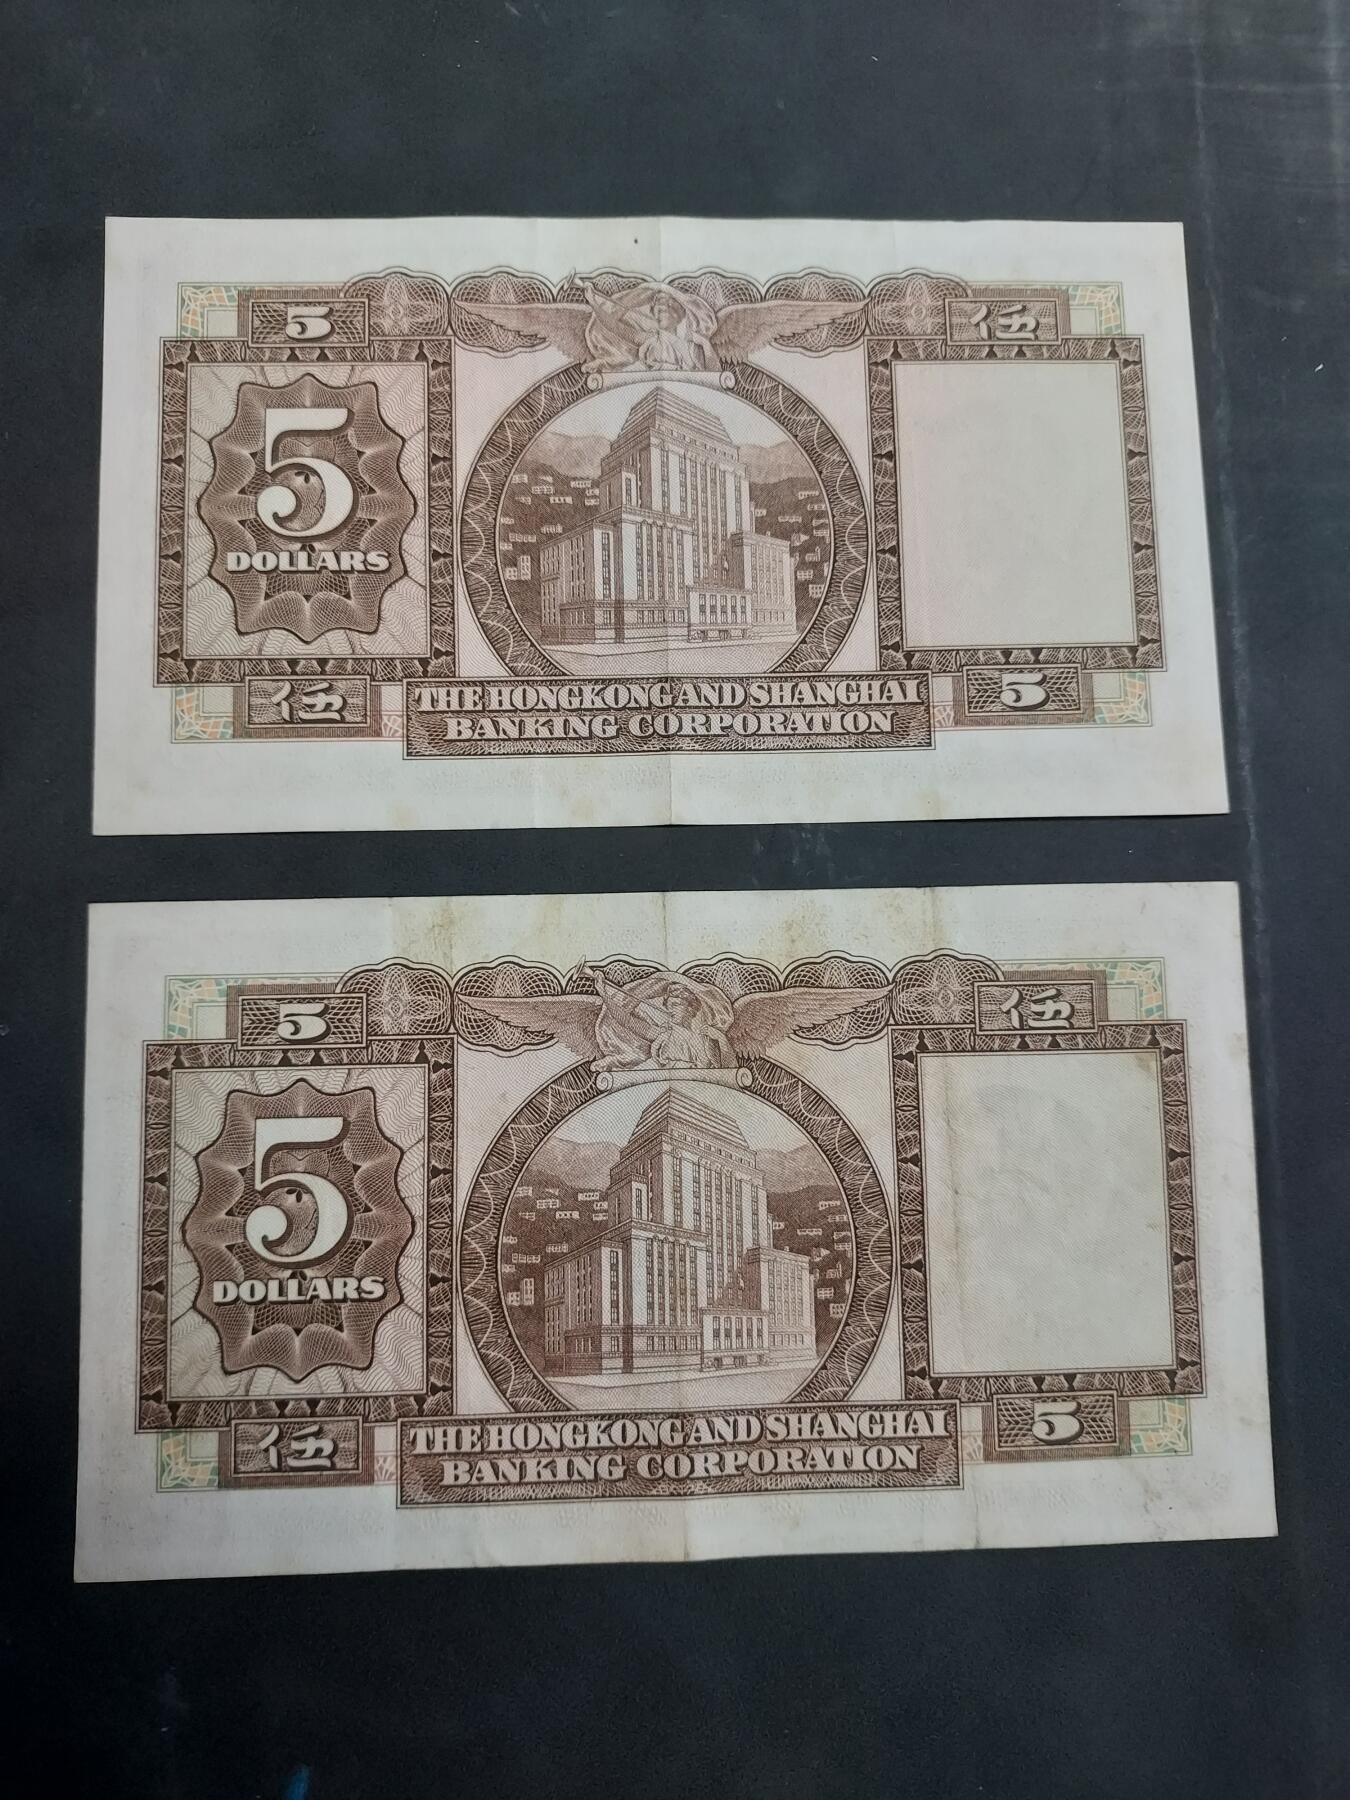 5 伍
5
DOLLARS
伍 5
THE HONGKONG AND SHANGHAI
BANKING CORPORATION
5 伍
5
DOLLARS
伍 5
THE HONGKONG AND SHANGHAI
BANKING CORPORATION